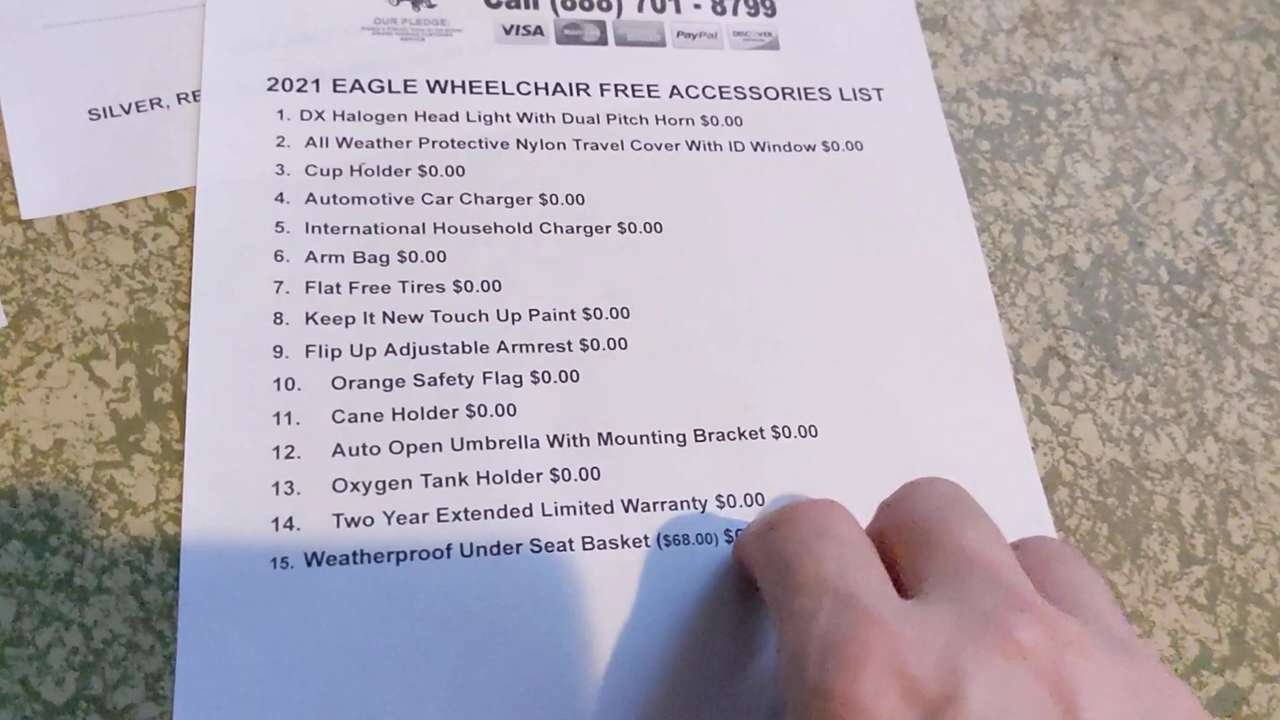 Call (888) 701 - 8799
OUR PLEDGE:
VISA PayPal DISCOVER
SILVER, RE
2021 EAGLE WHEELCHAIR FREE ACCESSORIES LIST
1. DX Halogen Head Light With Dual Pitch Horn $0.00
2. All Weather Protective Nylon Travel Cover With ID Window $0.00
3. Cup Holder $0.00
4. Automotive Car Charger $0.00
5. International Household Charger $0.00
6. Arm Bag $0.00
7. Flat Free Tires $0.00
8. Keep It New Touch Up Paint $0.00
9. Flip Up Adjustable Armrest $0.00
10. Orange Safety Flag $0.00
11. Cane Holder $0.00
12. Auto Open Umbrella With Mounting Bracket $0.00
13. Oxygen Tank Holder $0.00
14. Two Year Extended Limited Warranty $0.00
15. Weatherproof Under Seat Basket ($68.00)